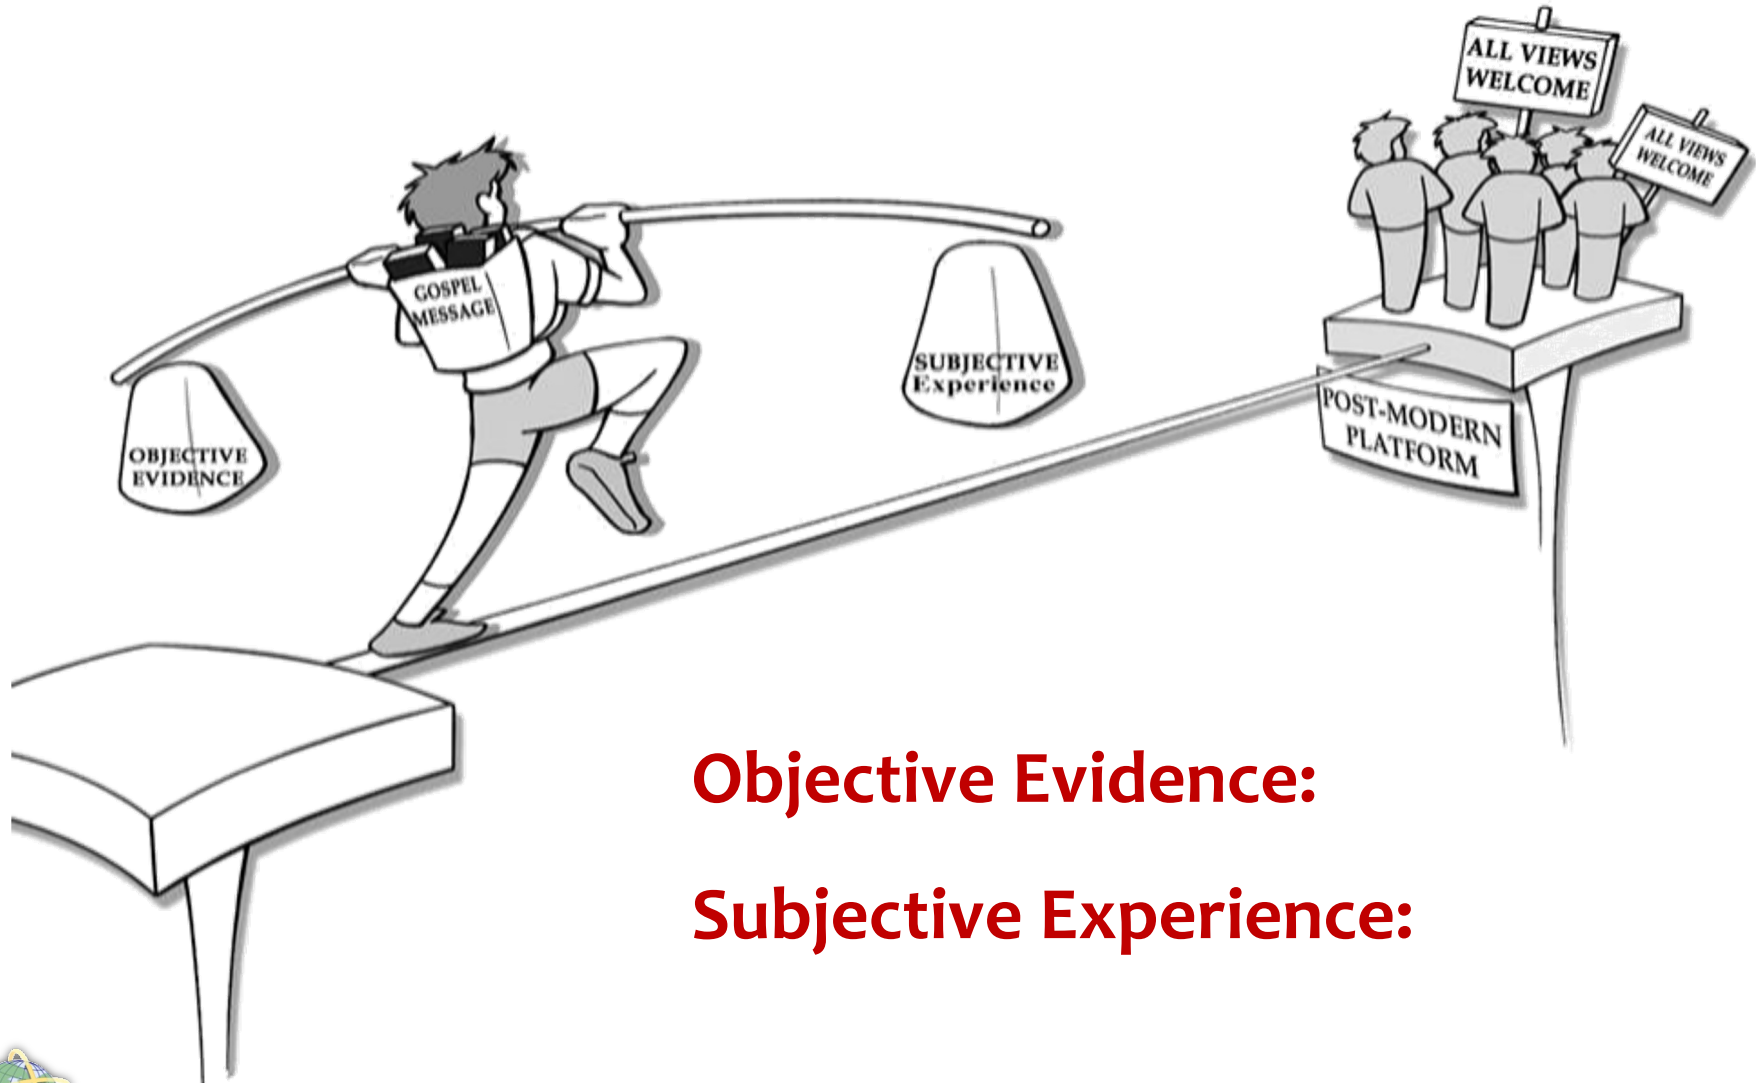 ALL VIEWS
WELCOME
ALL VIEWS
WELCOME
GOSPEL
MESSAGE
SUBJECTIVE
Experience
OBJECTIVE
EVIDENCE
POST-MODERN
PLATFORM
Objective Evidence:
Subjective Experience: